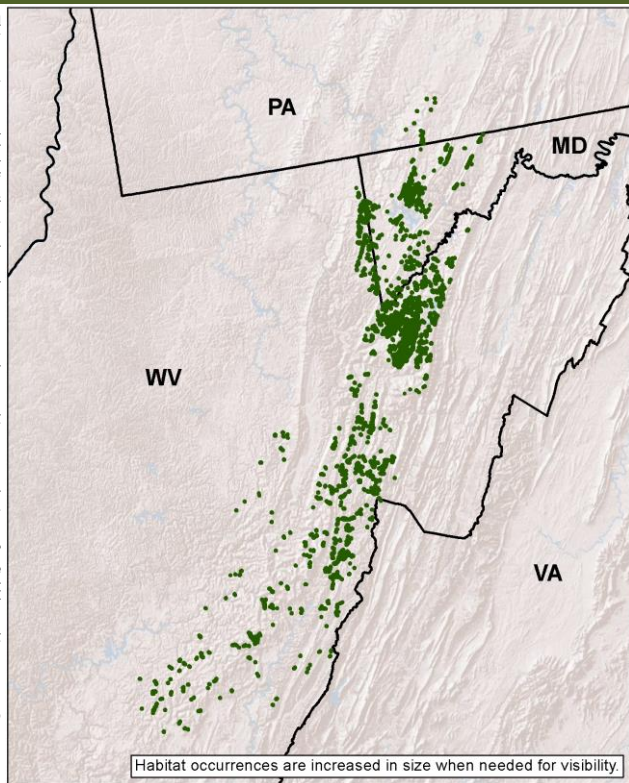 PA
MD
WV
VA
Habitat occurrences are increased in size when needed for visibility.